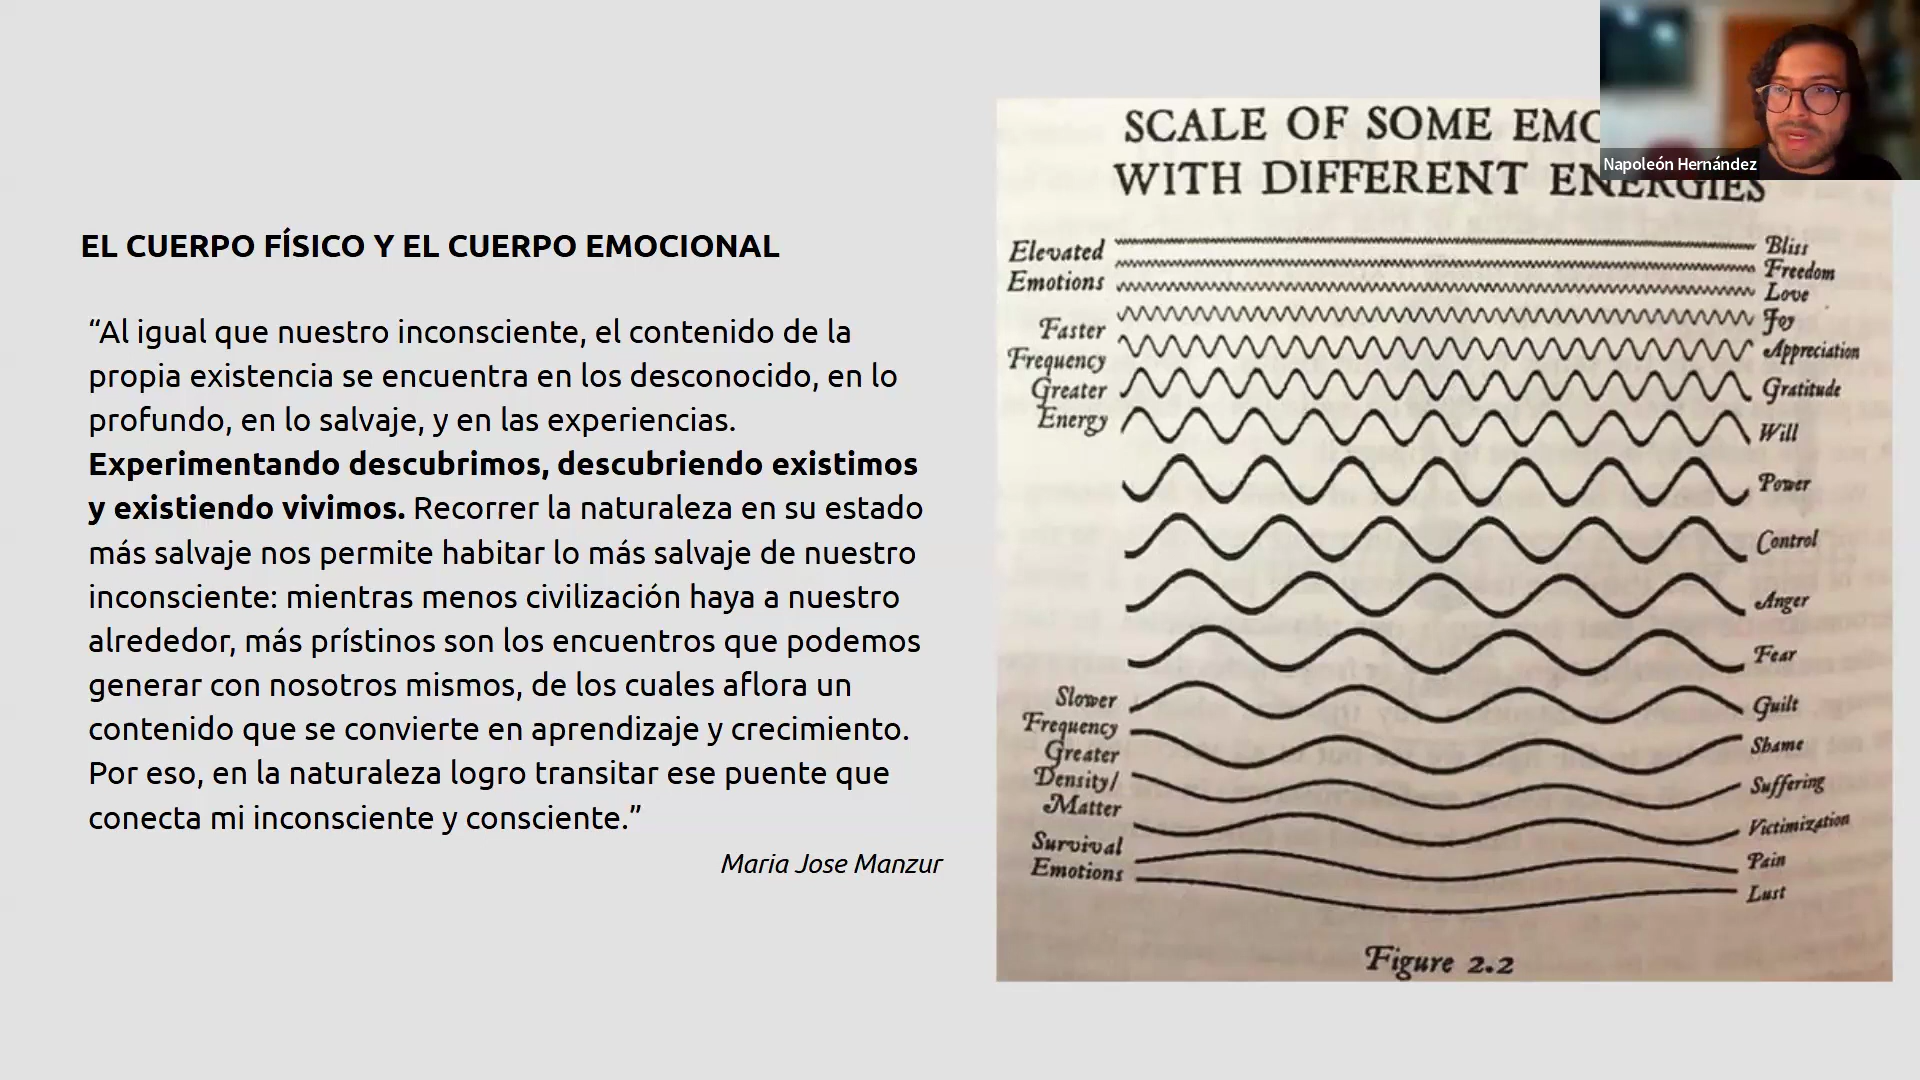 EL CUERPO FÍSICO Y EL CUERPO EMOCIONAL
“Al igual que nuestro inconsciente, el contenido de la
propia existencia se encuentra en los desconocido, en lo
profundo, en lo salvaje, y en las experiencias.
Experimentando descubrimos, descubriendo existimos
y existiendo vivimos. Recorrer la naturaleza en su estado
más salvaje nos permite habitar lo más salvaje de nuestro
inconsciente: mientras menos civilización haya a nuestro
alrededor, más prístinos son los encuentros que podemos
generar con nosotros mismos, de los cuales aflora un
contenido que se convierte en aprendizaje y crecimiento.
Por eso, en la naturaleza logro transitar ese puente que
conecta mi inconsciente y consciente.”
Maria Jose Manzur
SCALE OF SOME EMO
WITH DIFFERENT ENERGIES
Elevated
Emotions
Faster
Frequency
Greater
Energy
Slower
Frequency
Greater
Density/
Matter
Survival
Emotions
Bliss
Freedom
Love
Joy
Appreciation
Gratitude
Will
Power
Control
Anger
Fear
Guilt
Shame
Suffering
Victimization
Pain
Lust
Figure 2.2
Napoleón Hernández